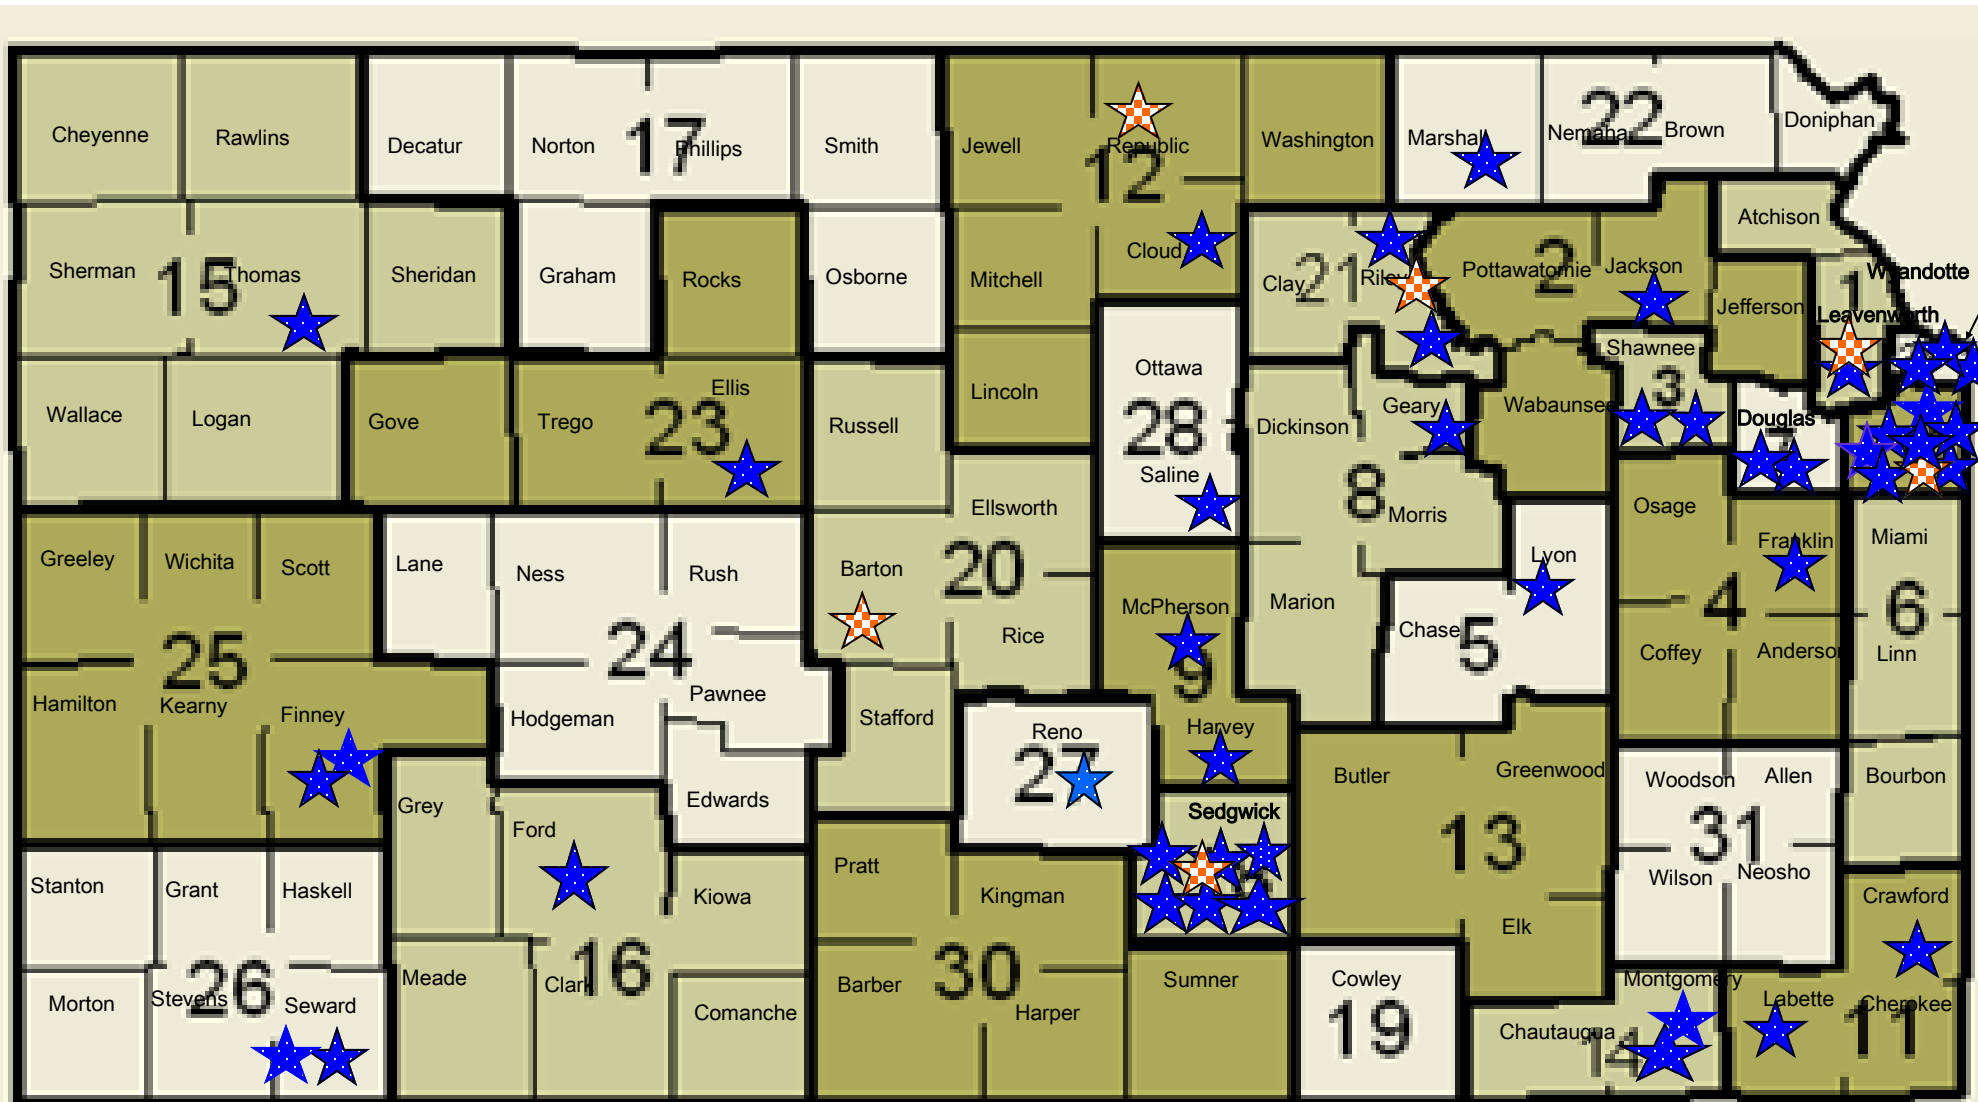 Cheyenne
Rawlins
Decatur
Norton
17
Phillips
Smith
Jewell
Republic
12
Washington
Marshall
Nemaha
22
Brown
Doniphan
Sherman
15
Thomas
Sheridan
Graham
Rocks
Osborne
Mitchell
Cloud
Clay
21
Riley
Pottawatomie
2
Jackson
Atchison
Jefferson
1
Wyandotte
Leavenworth
Wallace
Logan
Gove
Trego
Ellis
23
Russell
Lincoln
Ottawa
28
Saline
Dickinson
Geary
8
Morris
Wabaunsee
Shawnee
3
Douglas
7
Greeley
Wichita
Scott
Lane
Ness
Rush
Barton
Ellsworth
20
Rice
McPherson
9
Marion
Lyon
Chase
5
Osage
Franklin
4
Coffey
Anderson
Miami
6
Linn
25
Hamilton
Kearny
Finney
24
Hodgeman
Pawnee
Stafford
Reno
27
Harvey
Edwards
Grey
Ford
Kiowa
Pratt
Kingman
Sedgwick
Butler
13
Greenwood
Elk
Woodson
Allen
31
Wilson
Neosho
Bourbon
Crawford
Stanton
Grant
Haskell
26
Morton
Stevens
Seward
Meade
Clark
16
Comanche
Barber
30
Harper
Sumner
Cowley
19
Chautauqua
14
Montgomery
Labette
Cherokee
11